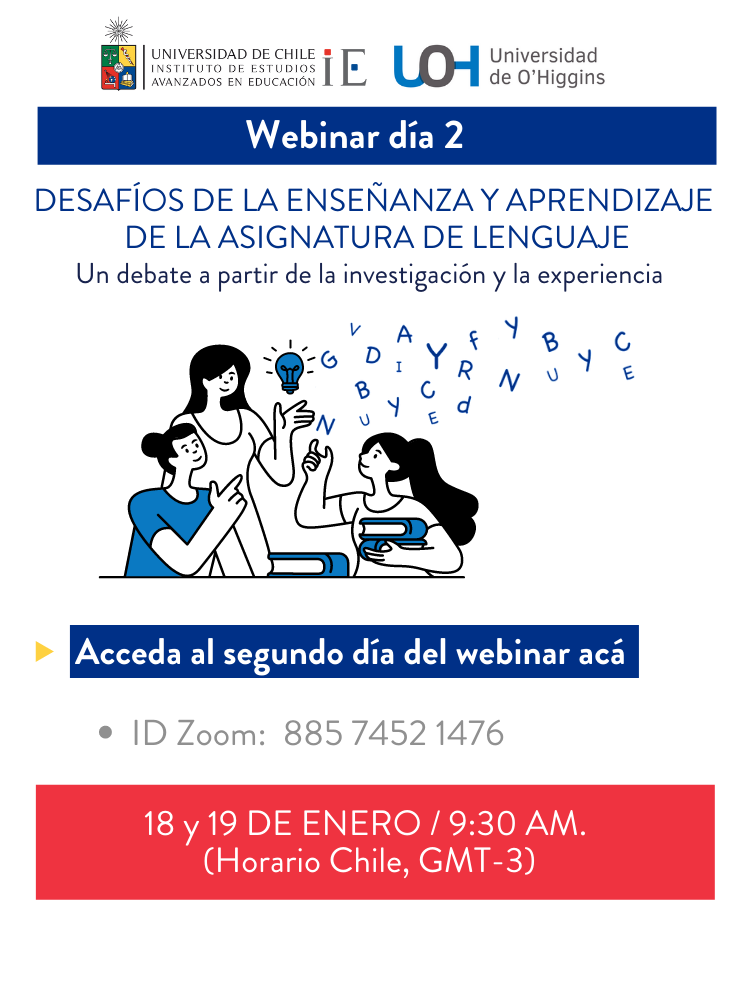 UNIVERSIDAD DE CHILE
INSTITUTO DE ESTUDIOS
AVANZADOS EN EDUCACIÓN
iE
UOH
Universidad
de O'Higgins
Webinar día 2
DESAFÍOS DE LA ENSEÑANZA Y APRENDIZAJE
DE LA ASIGNATURA DE LENGUAJE
Un debate a partir de la investigación y la experiencia
V A f Y B C
G D I Y R N U Y E
B C
N U Y E d
Acceda al segundo día del webinar acá
• ID Zoom: 885 7452 1476
18 y 19 DE ENERO / 9:30 AM.
(Horario Chile, GMT-3)